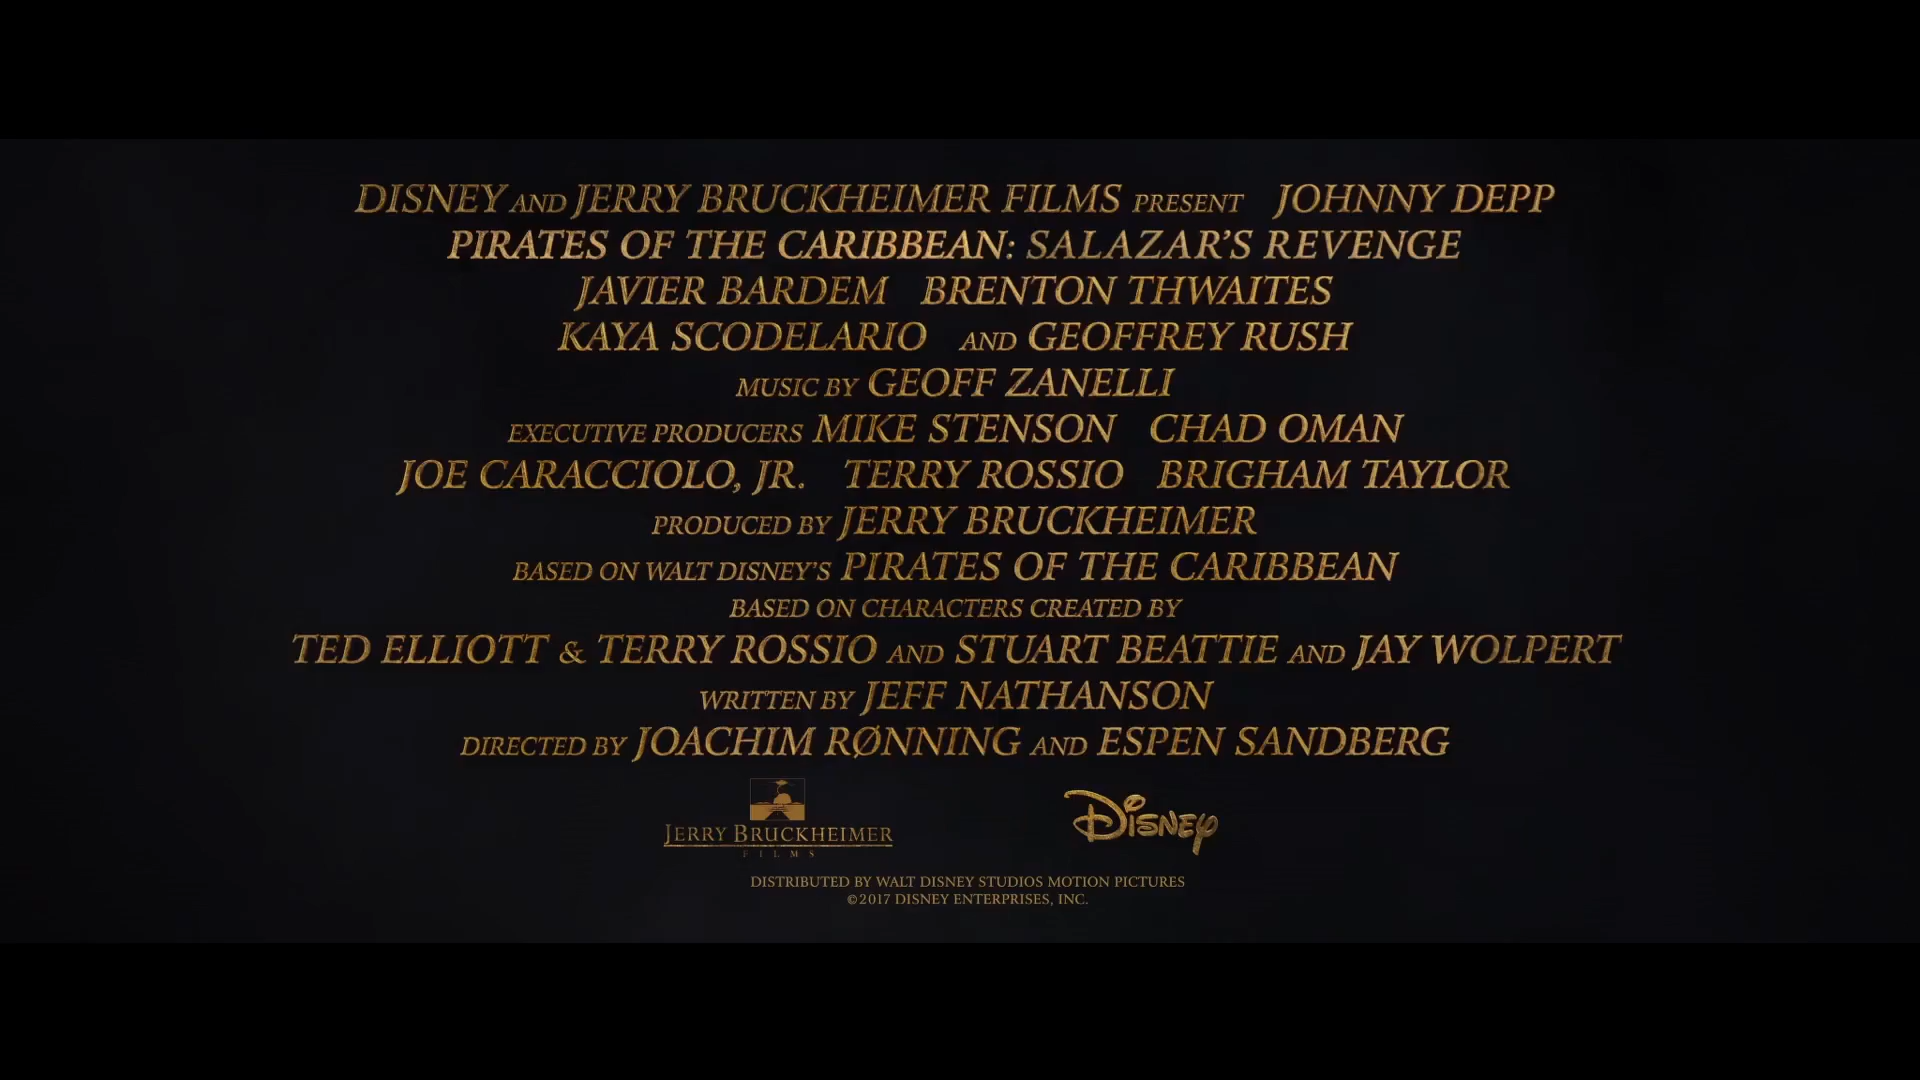 DISNEY AND JERRY BRUCKHEIMER FILMS PRESENT JOHNNY DEPP
PIRATES OF THE CARIBBEAN: SALAZAR'S REVENGE
JAVIER BARDEM BRENTON THWAITES
KAYA SCODELARIO AND GEOFFREY RUSH
MUSIC BY GEOFF ZANELLI
EXECUTIVE PRODUCERS MIKE STENSON CHAD OMAN
JOE CARACCIOLO, JR. TERRY ROSSIO BRIGHAM TAYLOR
PRODUCED BY JERRY BRUCKHEIMER
BASED ON WALT DISNEY'S PIRATES OF THE CARIBBEAN
BASED ON CHARACTERS CREATED BY
TED ELLIOTT & TERRY ROSSIO AND STUART BEATTIE AND JAY WOLPERT
WRITTEN BY JEFF NATHANSON
DIRECTED BY JOACHIM RØNNING AND ESPEN SANDBERG
JERRY BRUCKHEIMER
FILMS
DISNEY
DISTRIBUTED BY WALT DISNEY STUDIOS MOTION PICTURES
©2017 DISNEY ENTERPRISES, INC.